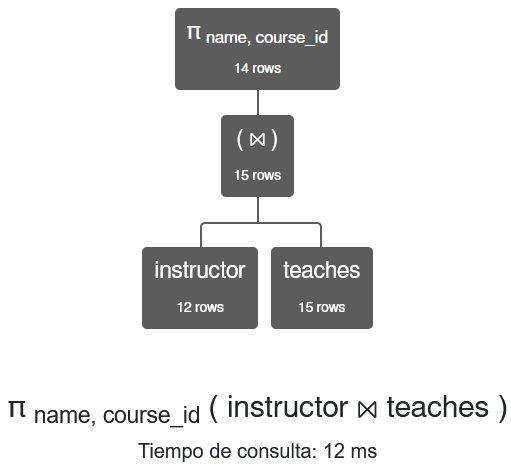 π name, course_id
14 rows
( ⋈ )
15 rows
instructor
12 rows
teaches
15 rows
π name, course_id ( instructor ⋈ teaches )
Tiempo de consulta: 12 ms